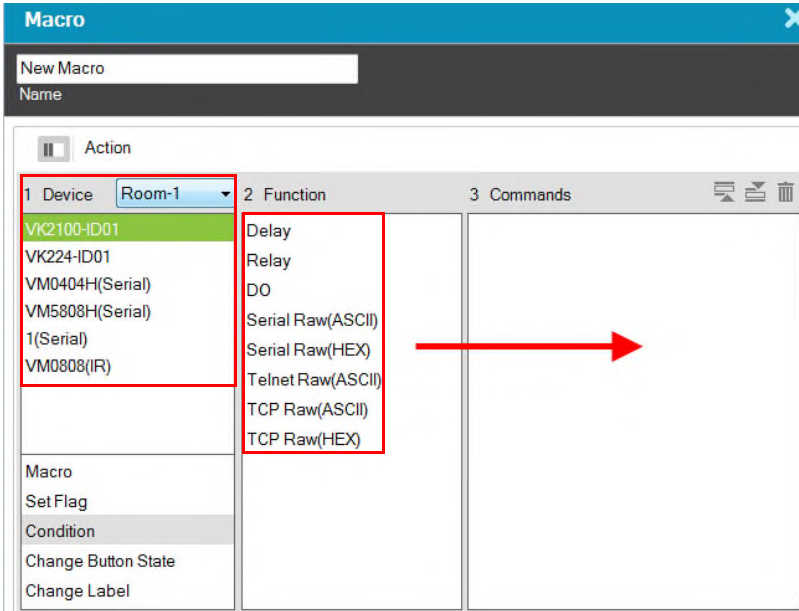 Macro
New Macro
Name
Action
1 Device Room-1 2 Function 3 Commands
VK2100-ID01
VK224-ID01
VM0404H(Serial)
VM5808H(Serial)
1(Serial)
VM0808(IR)
Macro
Set Flag
Condition
Change Button State
Change Label
Delay
Relay
DO
Serial Raw(ASCII)
Serial Raw(HEX)
Telnet Raw(ASCII)
TCP Raw(ASCII)
TCP Raw(HEX)